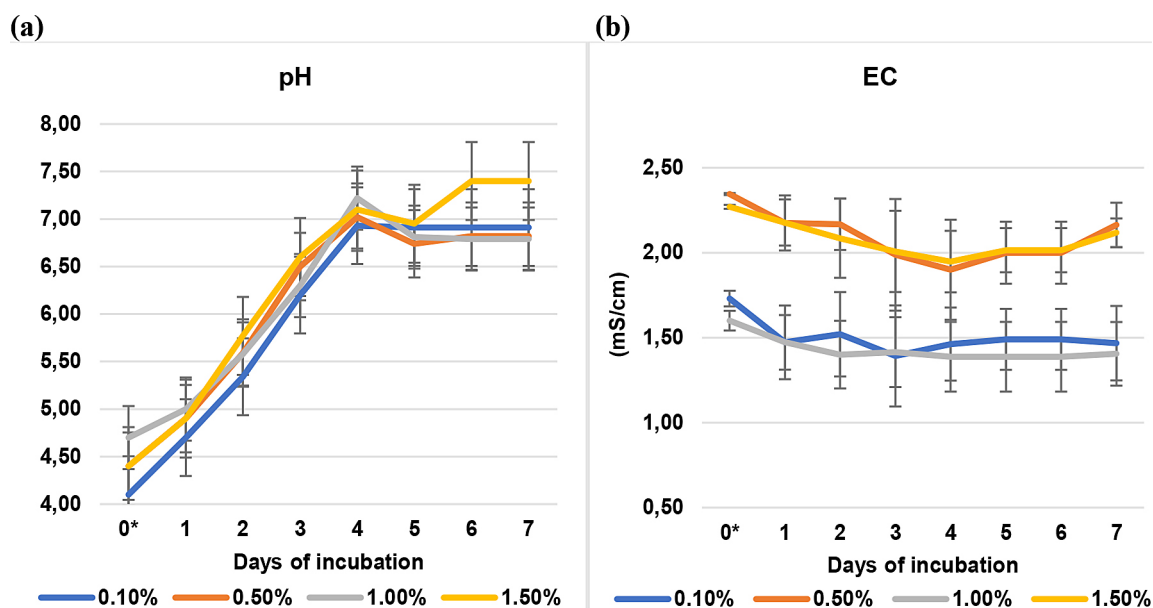 (a)
pH
8,00
7,50
7,00
6,50
6,00
5,50
5,00
4,50
4,00
0* 1 2 3 4 5 6 7
Days of incubation
0.10% 0.50% 1.00% 1.50%
(b)
EC
(mS/cm)
2,50
2,00
1,50
1,00
0,50
0* 1 2 3 4 5 6 7
Days of incubation
0.10% 0.50% 1.00% 1.50%